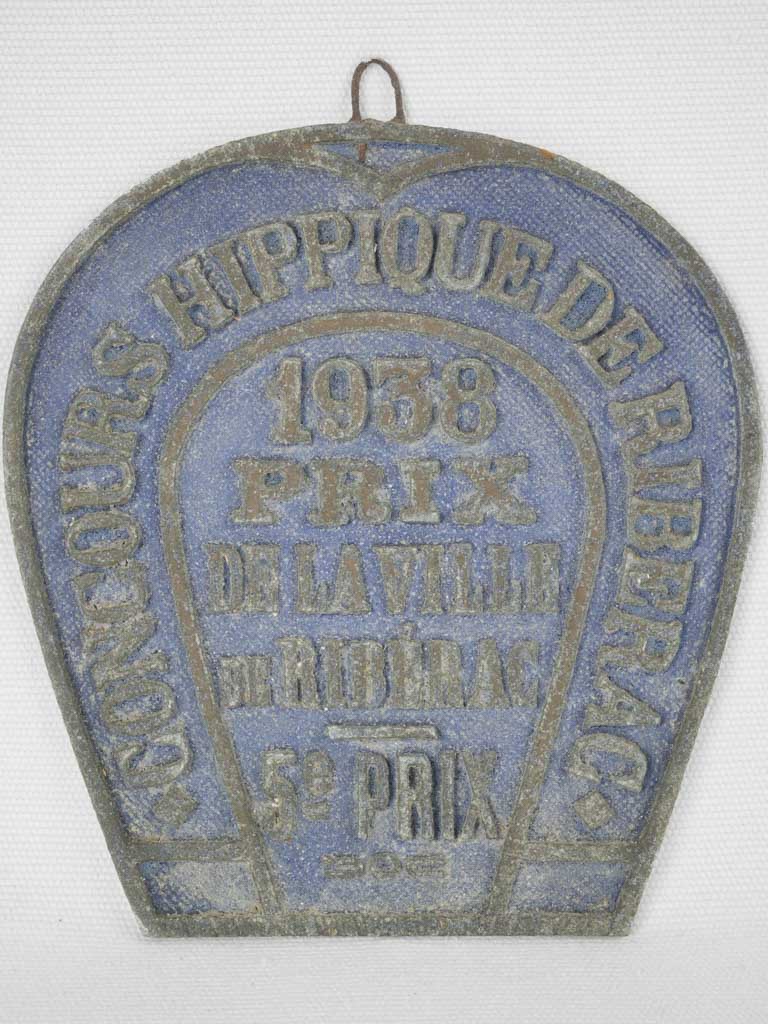 CONCOURS HIPPIQUE DE RIBERAC
1938
PRIX
DE LA VILLE
DE RIBÉRAC
5e PRIX